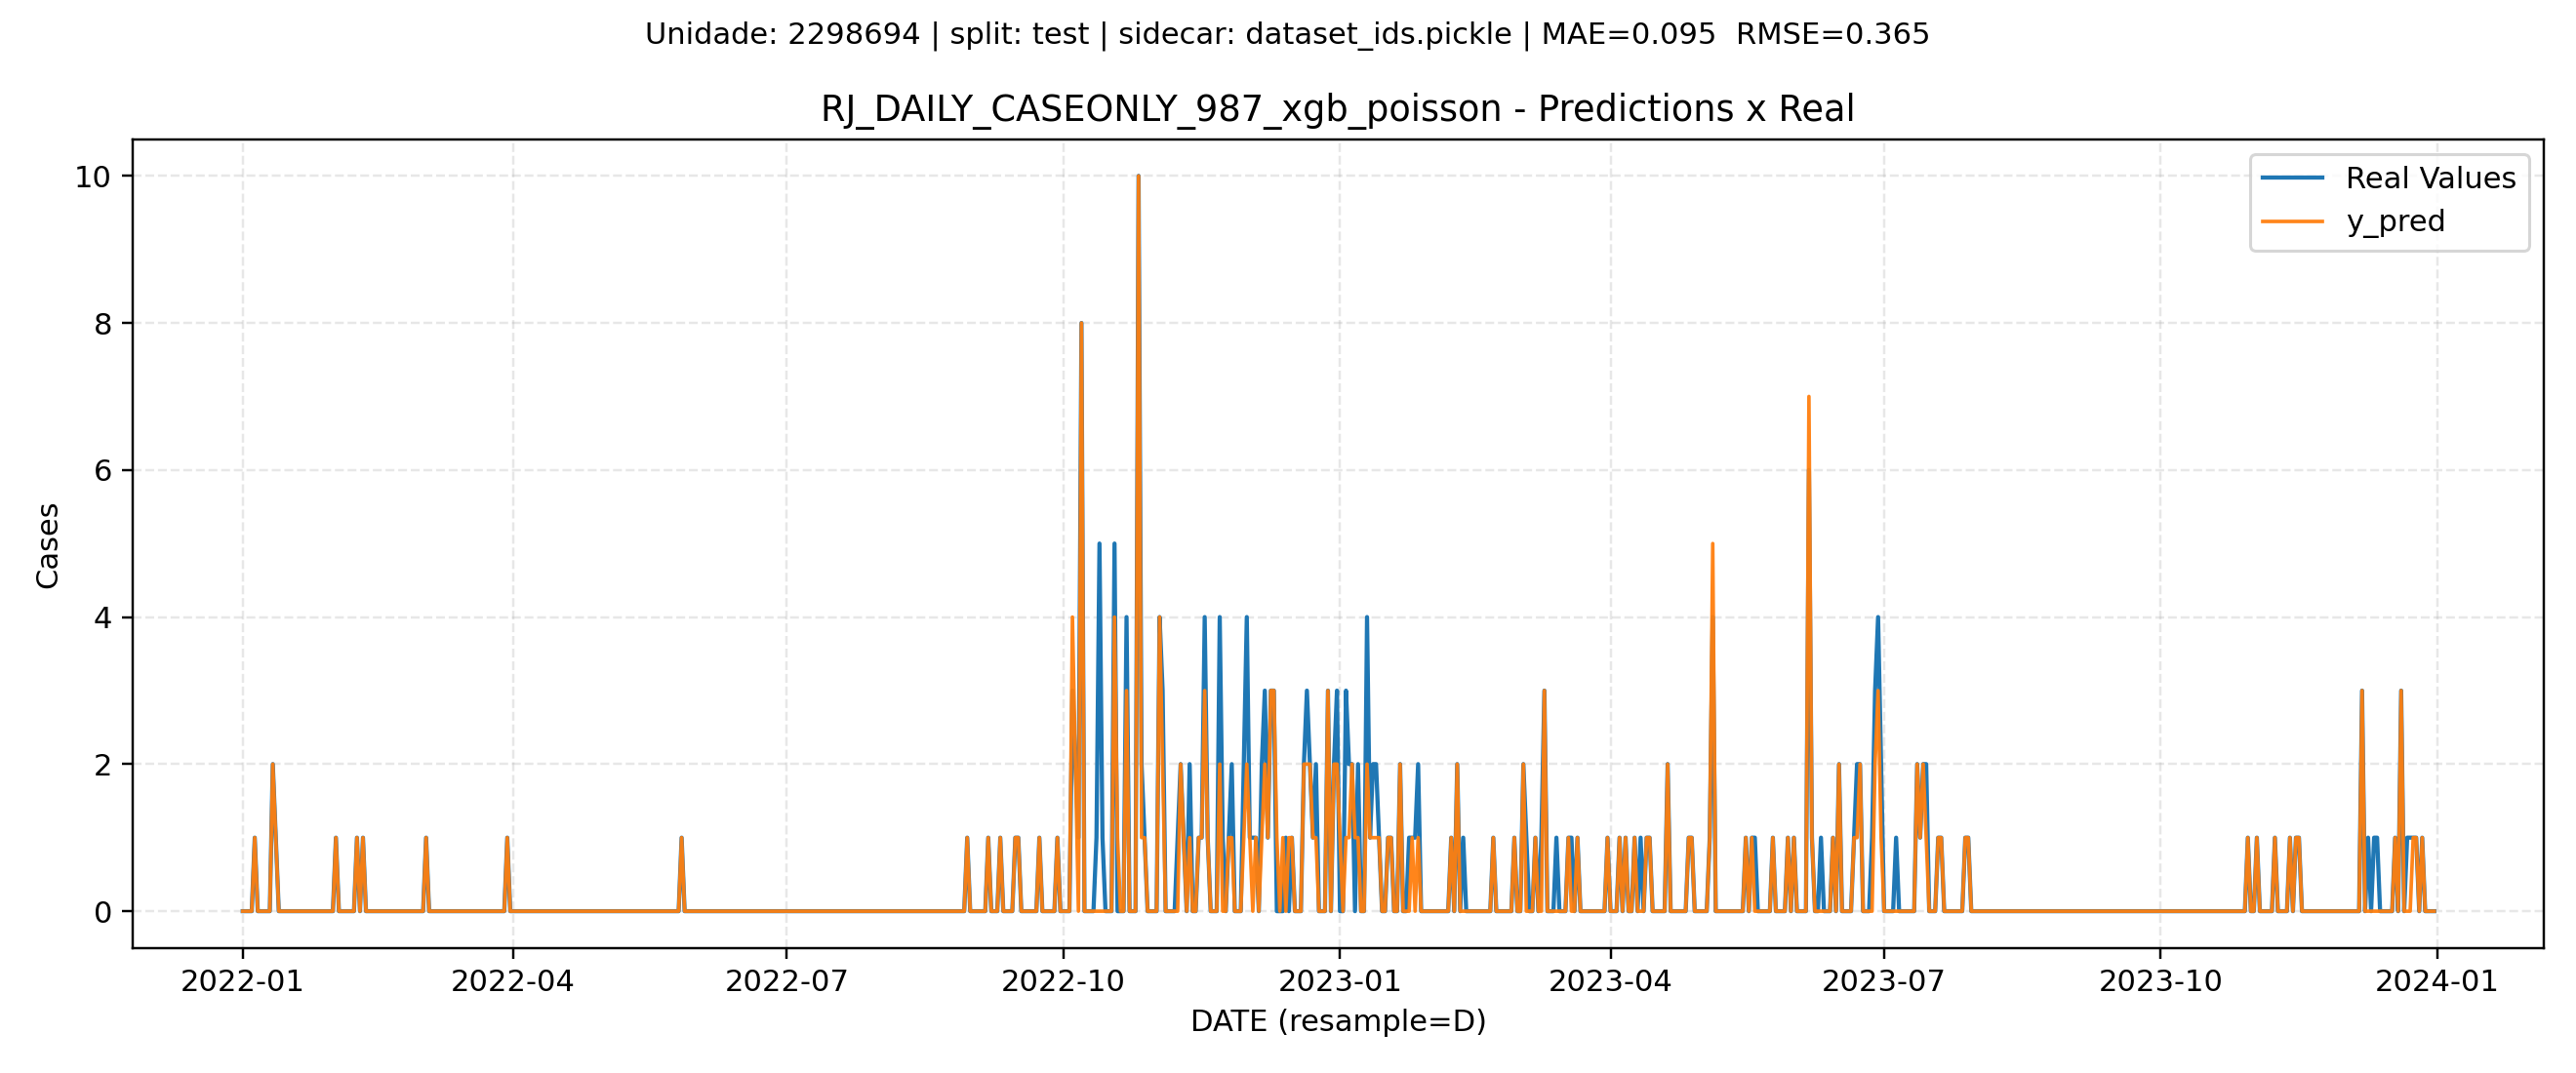 Unidade: 2298694 | split: test | sidecar: dataset_ids.pickle | MAE=0.095  RMSE=0.365
RJ_DAILY_CASEONLY_987_xgb_poisson - Predictions x Real
Real Values
y_pred
10
8
6
4
2
0
Cases
2022-01
2022-04
2022-07
2022-10
2023-01
2023-04
2023-07
2023-10
2024-01
DATE (resample=D)